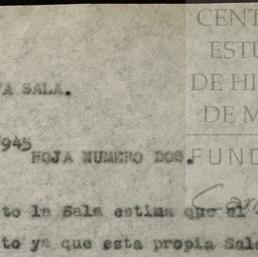 CENT
ESTU
DE HI
DE M
FUND
A SALA.
945
HOJA NUMERO DOS.
to la Sala estima que el
to ya que esta propia Sala